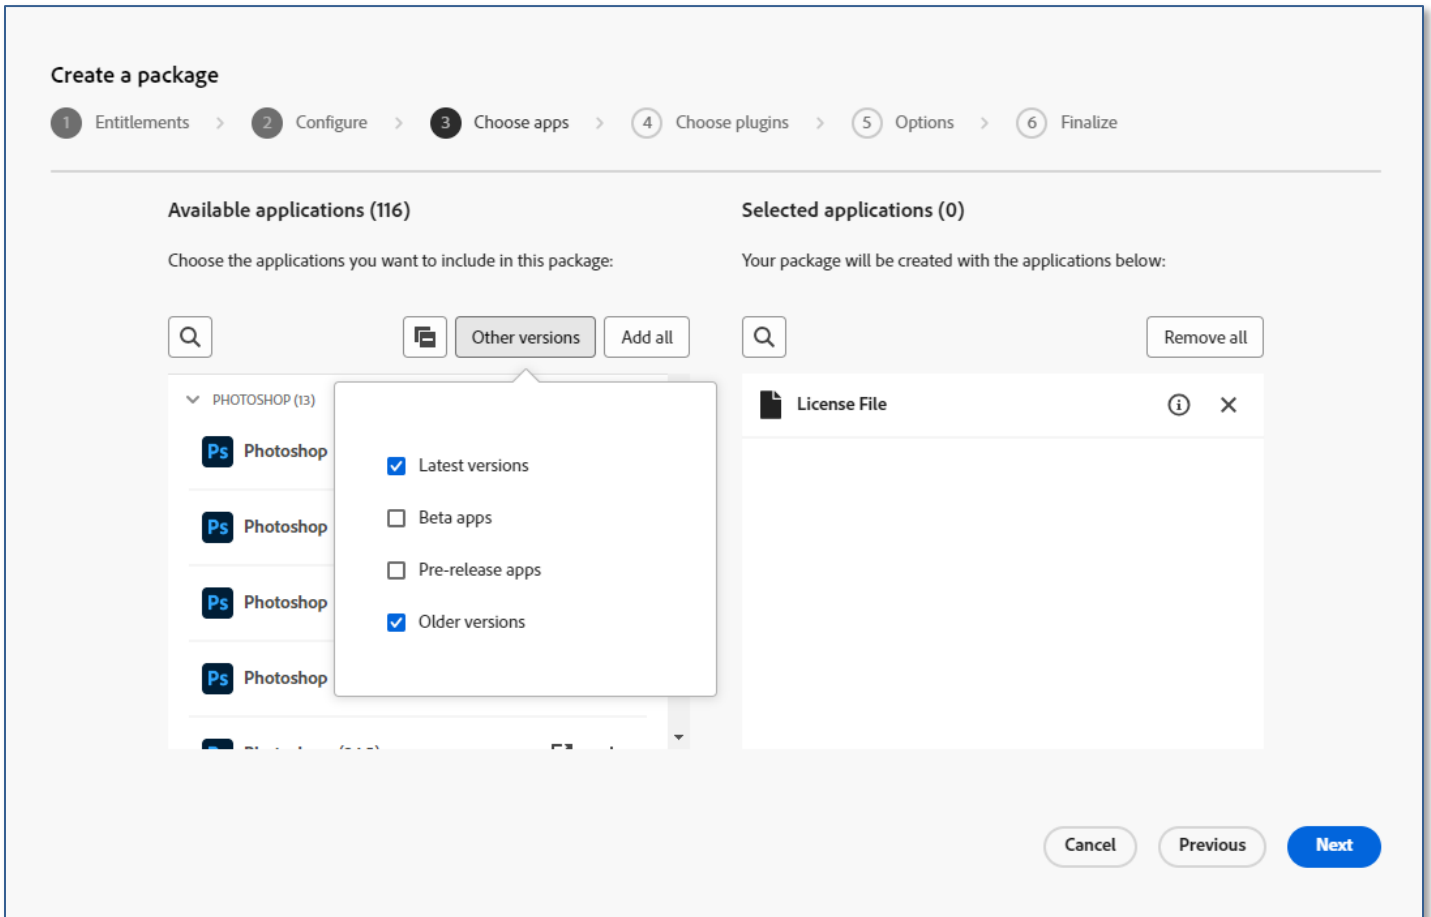 Create a package
1 Entitlements > 2 Configure > 3 Choose apps > 4 Choose plugins > 5 Options > 6 Finalize
Available applications (116)
Choose the applications you want to include in this package:
Other versions
Add all
PHOTOSHOP (13)
Ps Photoshop
Ps Photoshop
Ps Photoshop
Ps Photoshop
Latest versions
Beta apps
Pre-release apps
Older versions
Selected applications (0)
Your package will be created with the applications below:
Remove all
License File
Cancel
Previous
Next